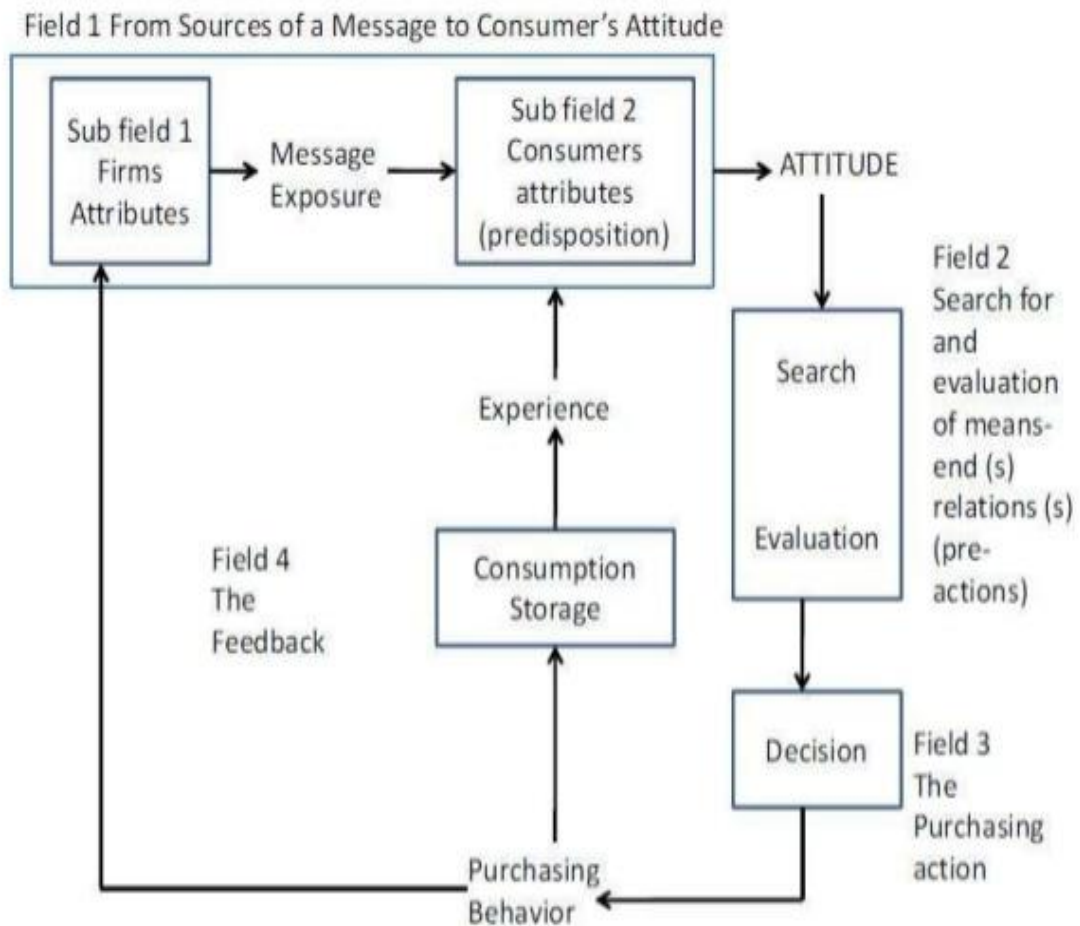 Field 1 From Sources of a Message to Consumer’s Attitude
Sub field 1
Firms
Attributes
Message
Exposure
Sub field 2
Consumers
attributes
(predisposition)
ATTITUDE
Field 2
Search for
and
evaluation
of means-
end (s)
relations (s)
(pre-
actions)
Search
Evaluation
Experience
Consumption
Storage
Field 4
The
Feedback
Decision
Field 3
The
Purchasing
action
Purchasing
Behavior